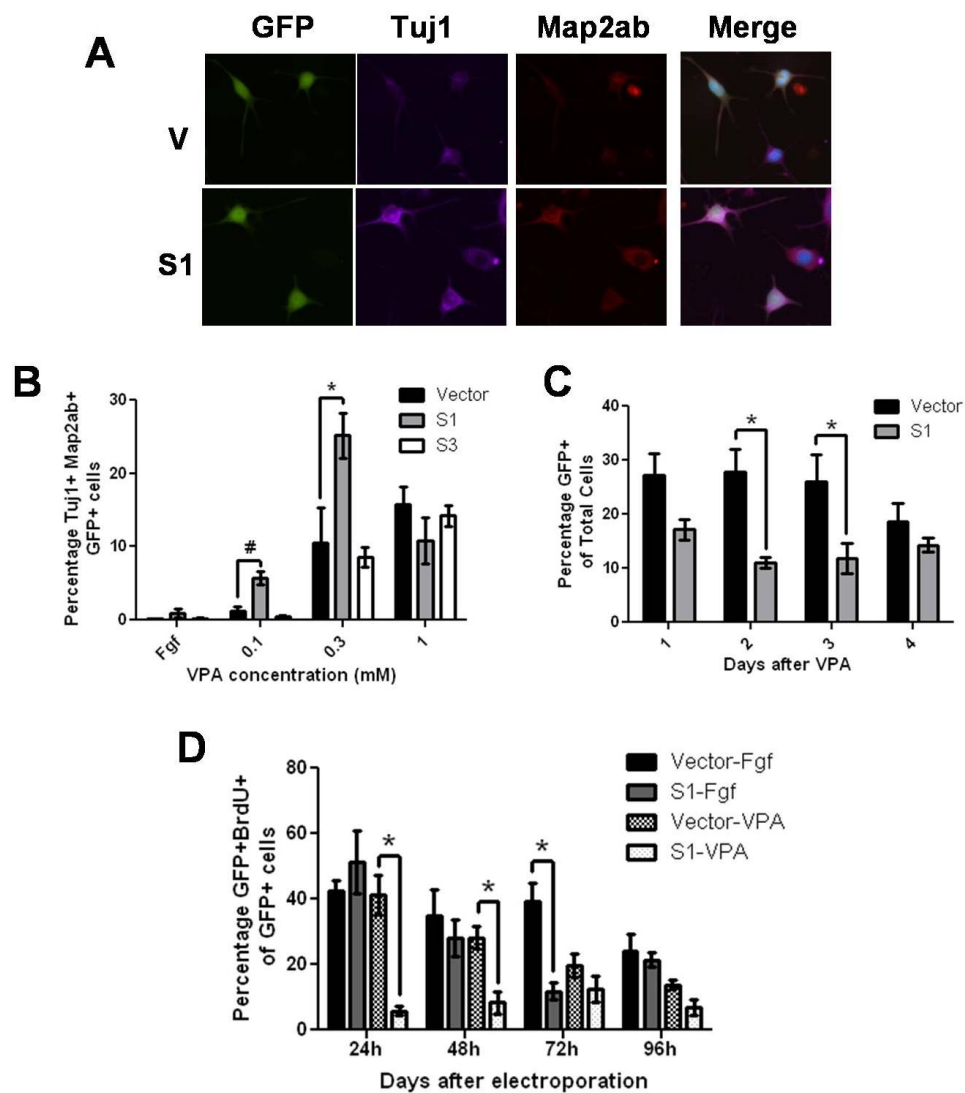 GFP Tuj1 Map2ab Merge
A
V
S1
B
Percentage Tuj1+ Map2ab+
GFP+ cells
30
20
10
0
*
#
Vector
S1
S3
Fgf 0.1 0.3 1
VPA concentration (mM)
C
Percentage GFP+
of Total Cells
40
30
20
10
0
* *
Vector
S1
1 2 3 4
Days after VPA
D
Percentage GFP+BrdU+
of GFP+ cells
80
60
40
20
0
* * *
Vector-Fgf
S1-Fgf
Vector-VPA
S1-VPA
24h 48h 72h 96h
Days after electroporation